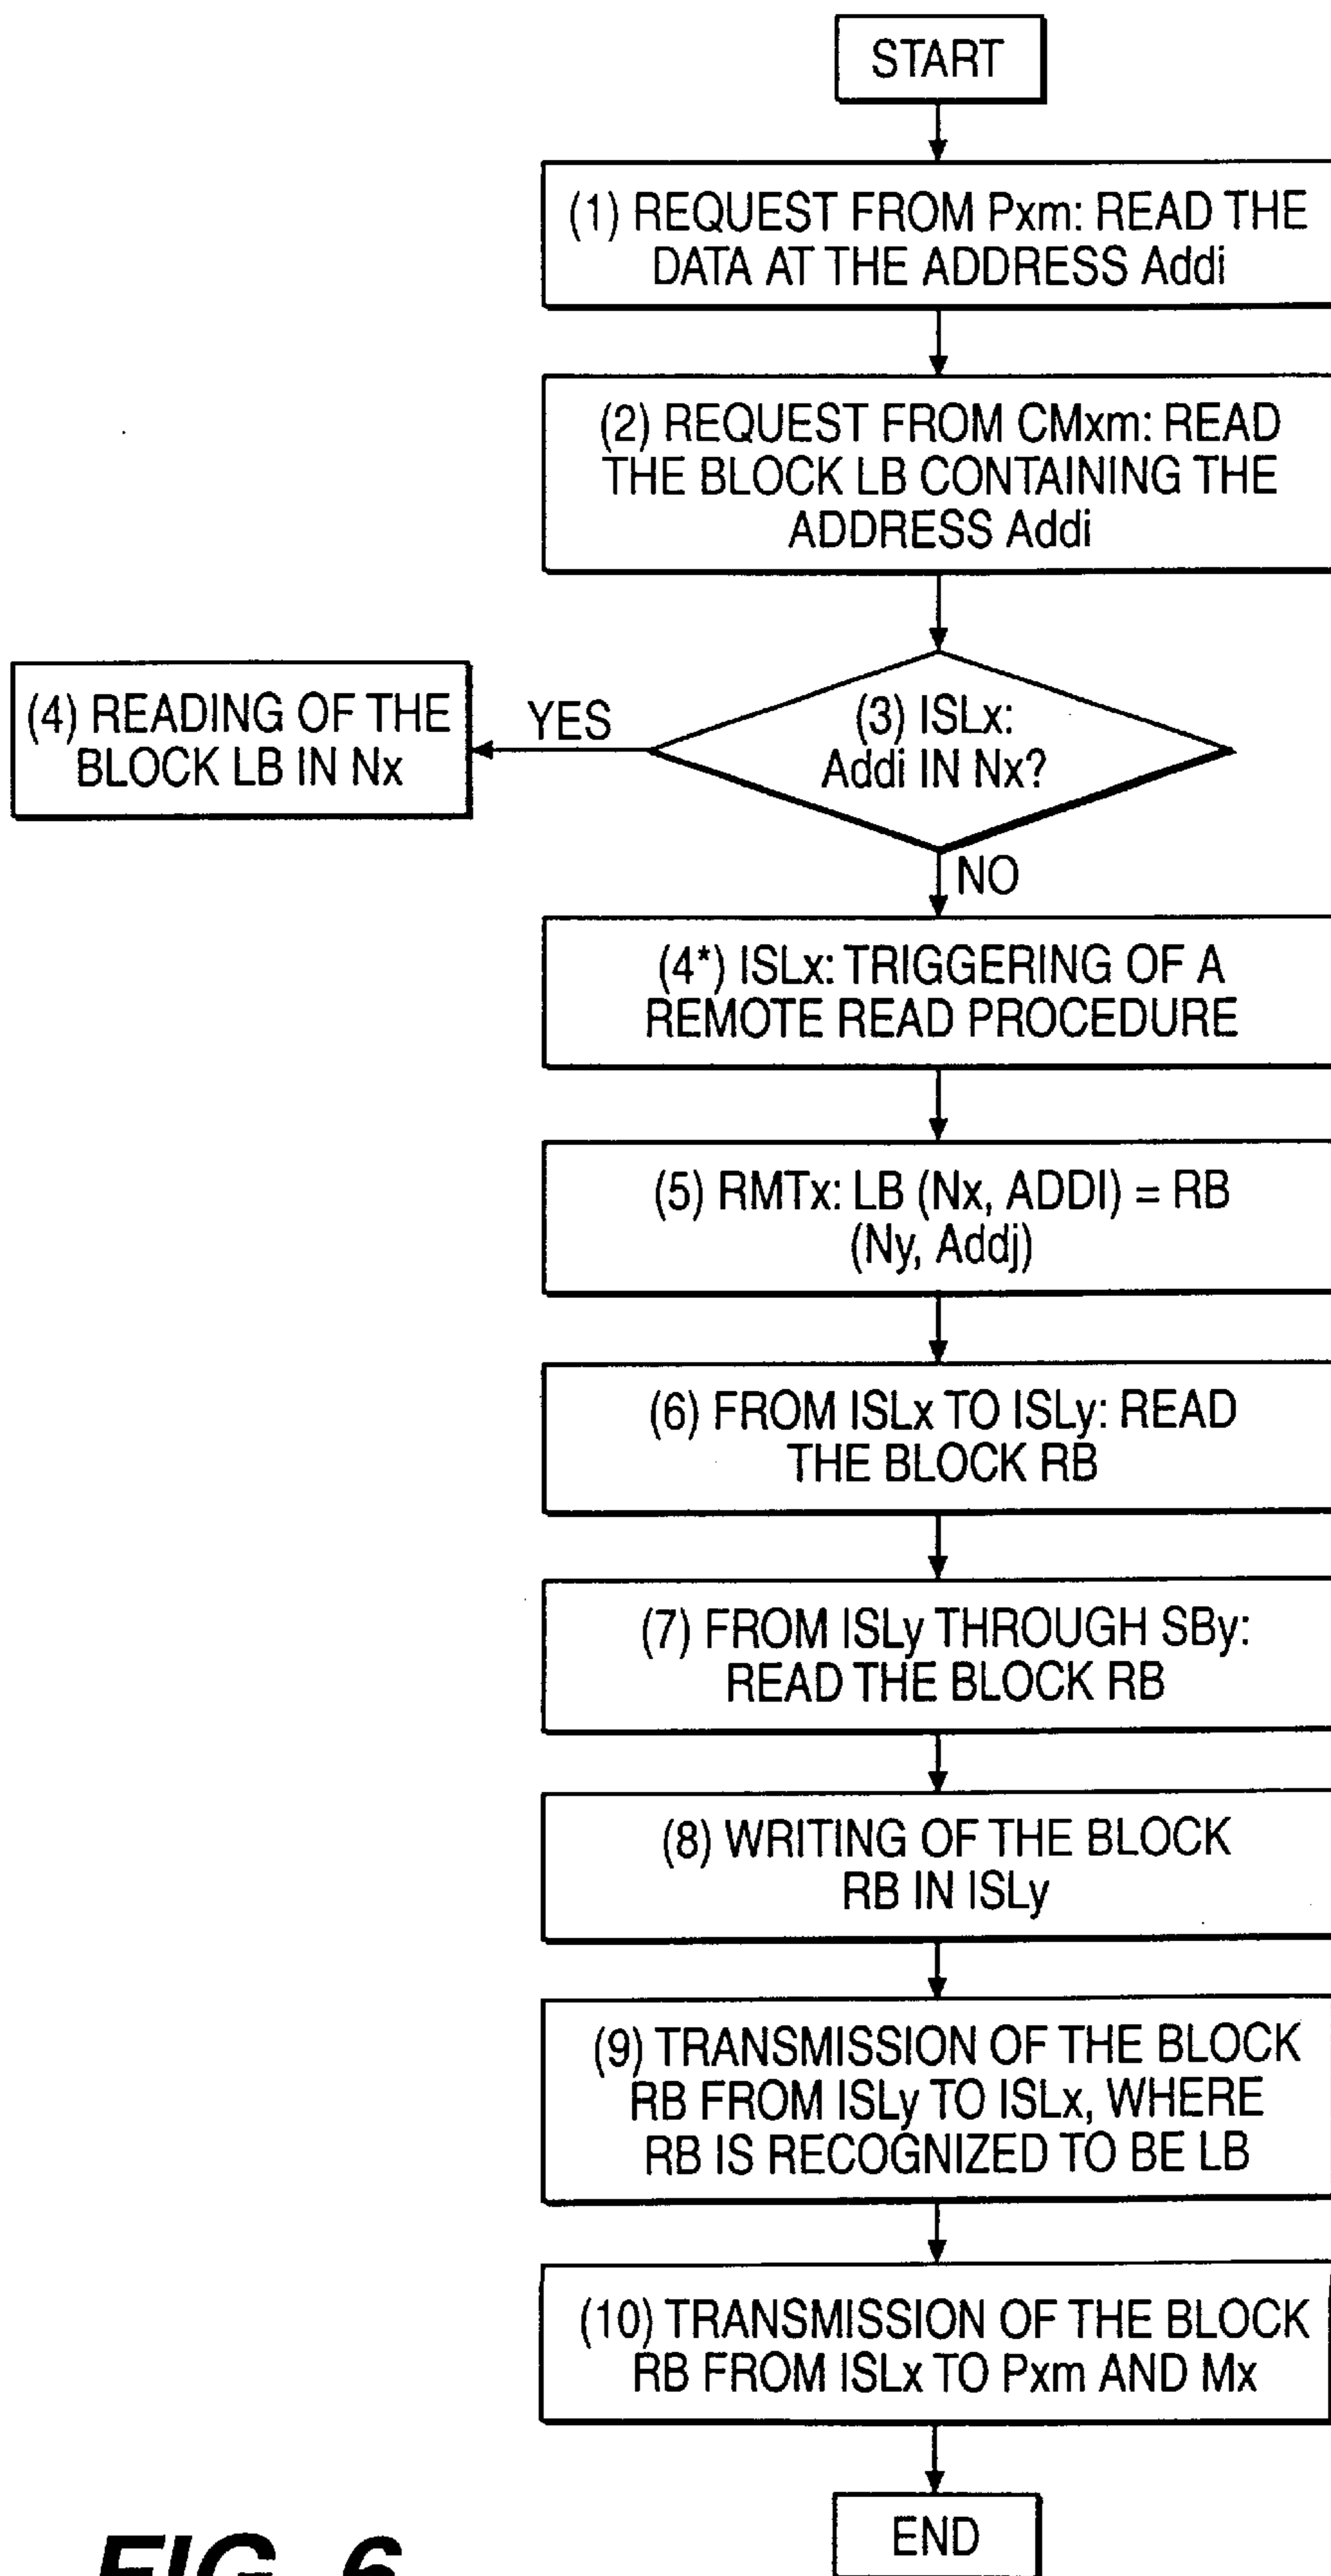 START
(1) REQUEST FROM Pxm: READ THE
DATA AT THE ADDRESS Addi
(2) REQUEST FROM CMxm: READ
THE BLOCK LB CONTAINING THE
ADDRESS Addi
(3) ISLx:
Addi IN Nx?
YES
(4) READING OF THE
BLOCK LB IN Nx
NO
(4*) ISLx: TRIGGERING OF A
REMOTE READ PROCEDURE
(5) RMTx: LB (Nx, ADDI) = RB
(Ny, Addj)
(6) FROM ISLx TO ISLy: READ
THE BLOCK RB
(7) FROM ISLy THROUGH SBy:
READ THE BLOCK RB
(8) WRITING OF THE BLOCK
RB IN ISLy
(9) TRANSMISSION OF THE BLOCK
RB FROM ISLy TO ISLx, WHERE
RB IS RECOGNIZED TO BE LB
(10) TRANSMISSION OF THE BLOCK
RB FROM ISLx TO Pxm AND Mx
END
FIG. 6